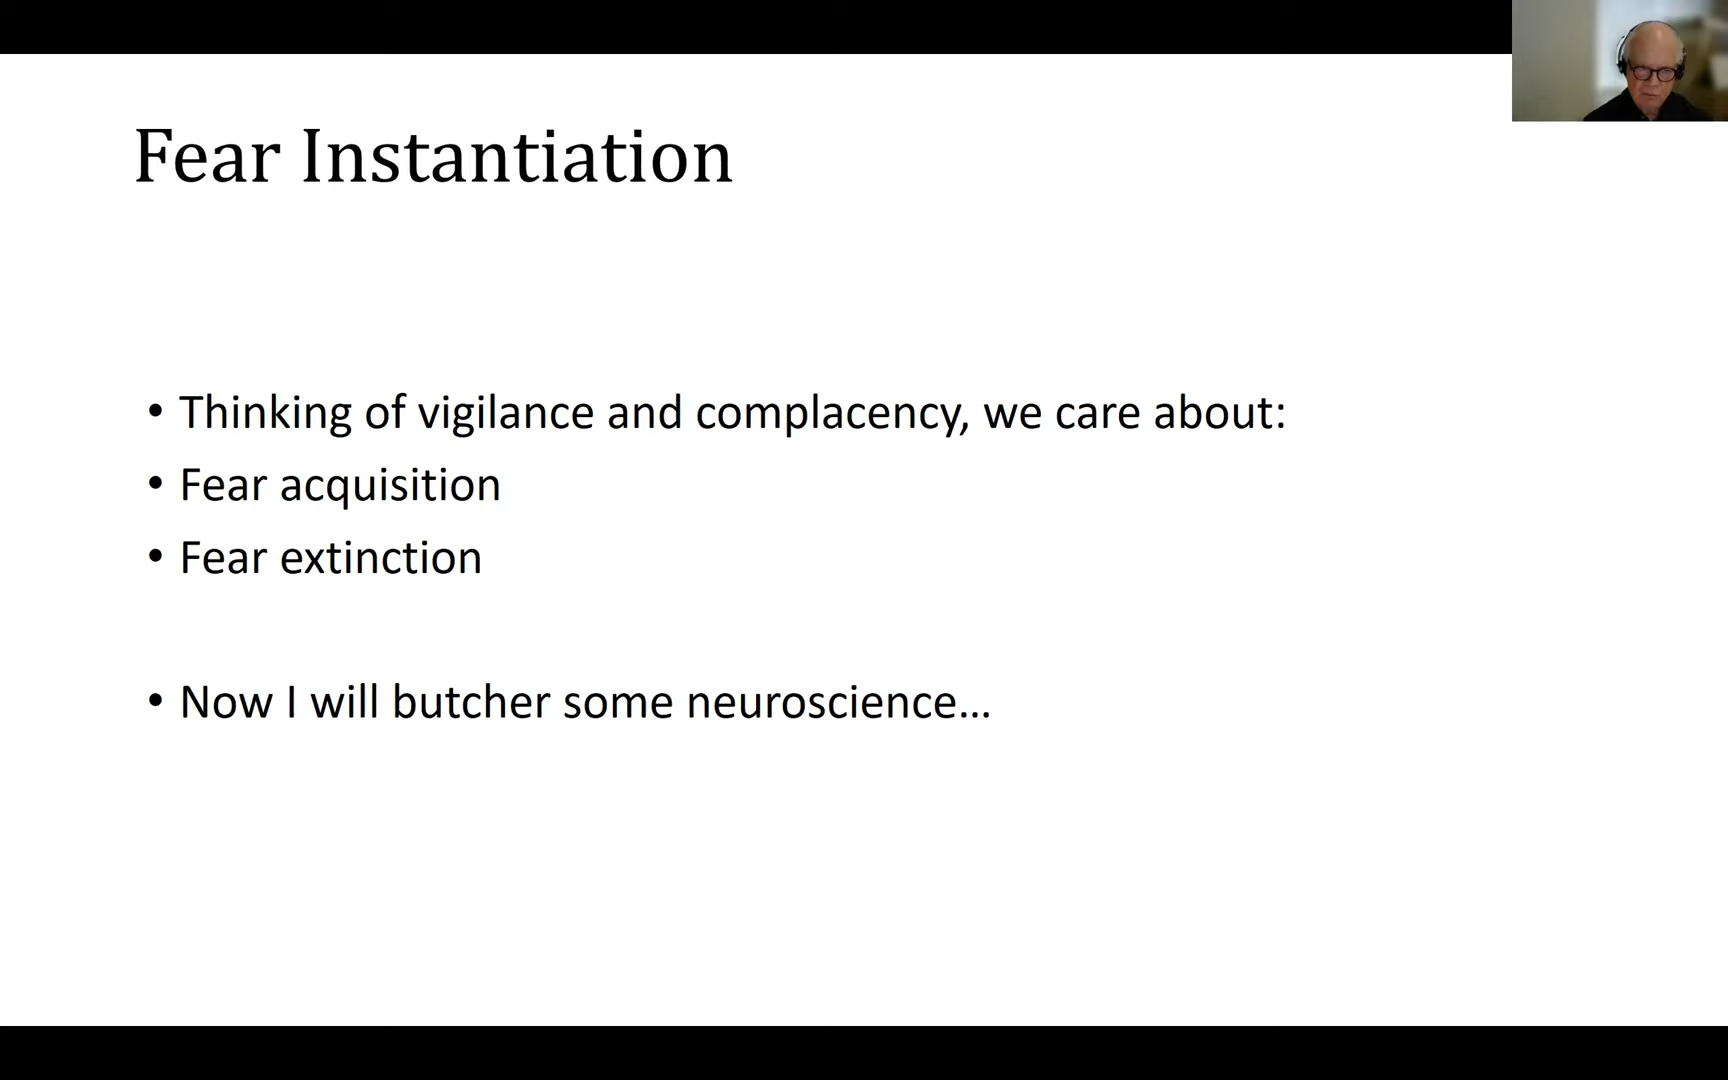 Fear Instantiation
• Thinking of vigilance and complacency, we care about:
• Fear acquisition
• Fear extinction
• Now I will butcher some neuroscience...